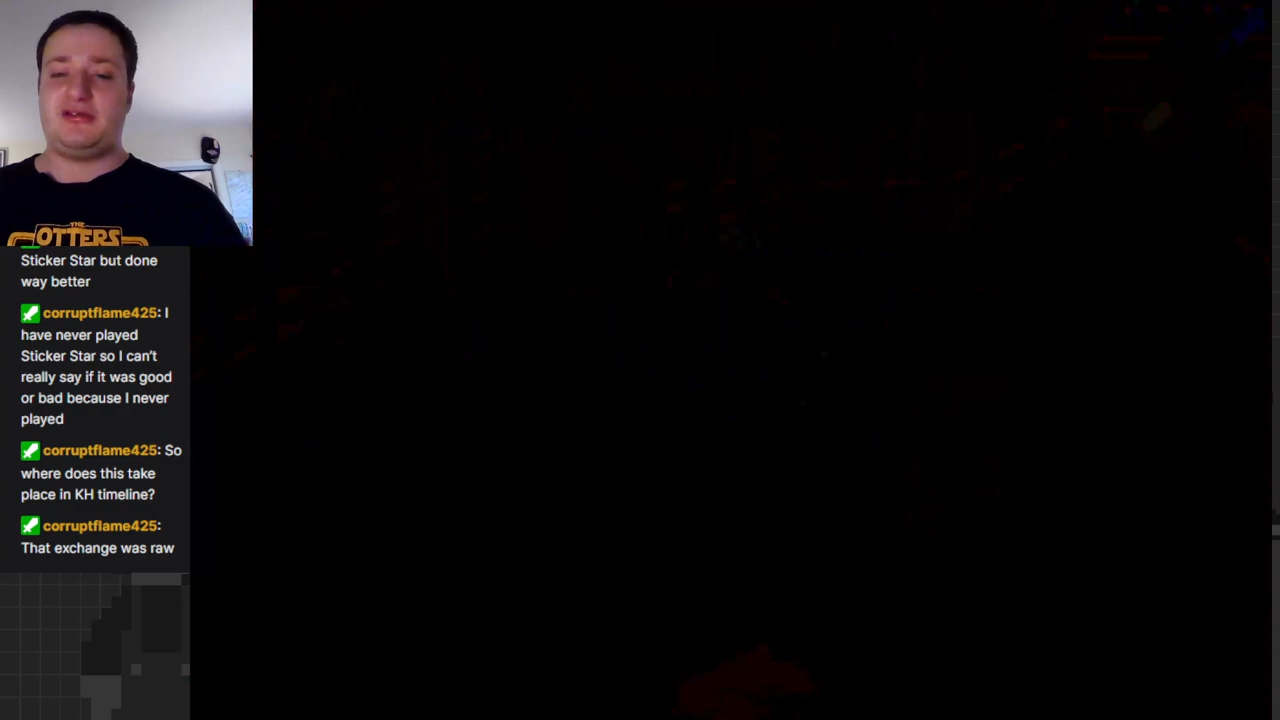 THE
OTTERS
Sticker Star but done
way better
corruptflame425: I
have never played
Sticker Star so I can't
really say if it was good
or bad because I never
played
corruptflame425: So
where does this take
place in KH timeline?
corruptflame425:
That exchange was raw